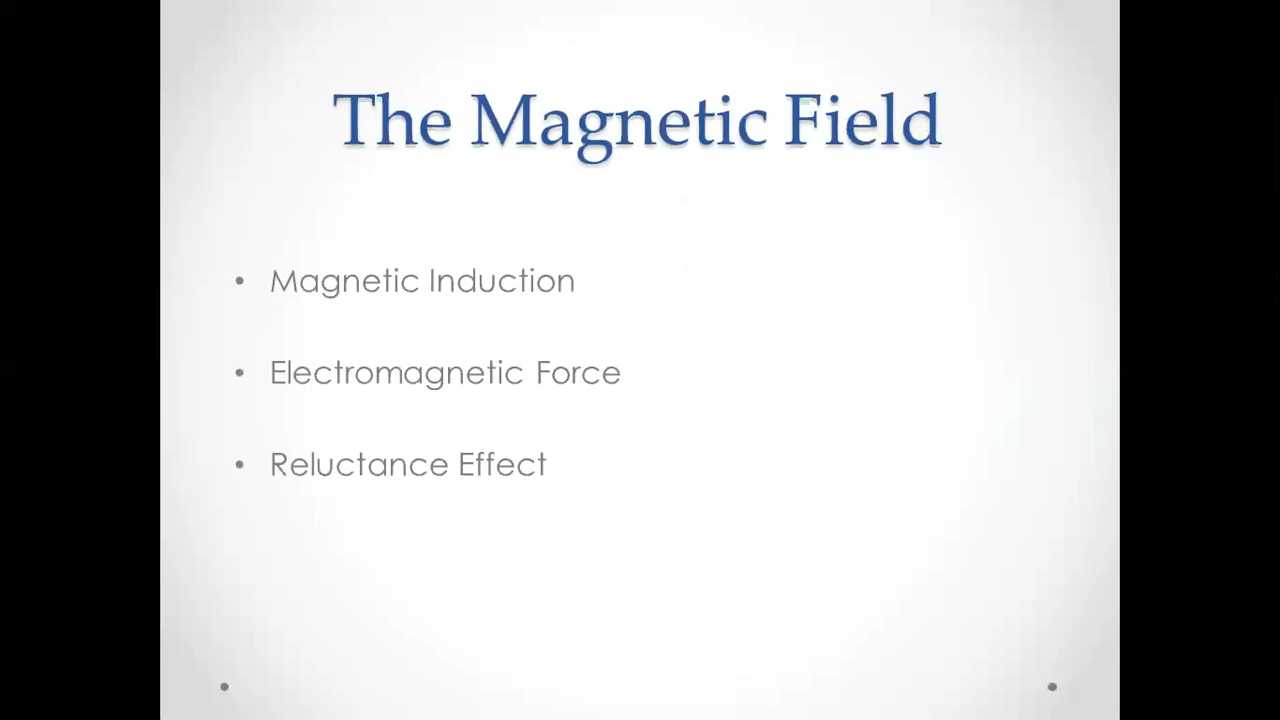 The Magnetic Field
• Magnetic Induction
• Electromagnetic Force
• Reluctance Effect